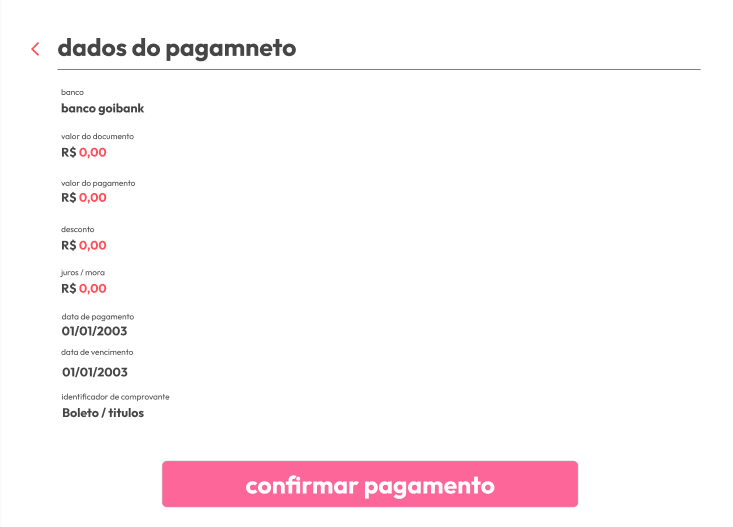 dados do pagamneto
banco
banco goibank
valor do documento
R$ 0,00
valor do pagamento
R$ 0,00
desconto
R$ 0,00
juros / mora
R$ 0,00
data de pagamento
01/01/2003
data de vencimento
01/01/2003
identificador de comprovante
Boleto / titulos
confirmar pagamento